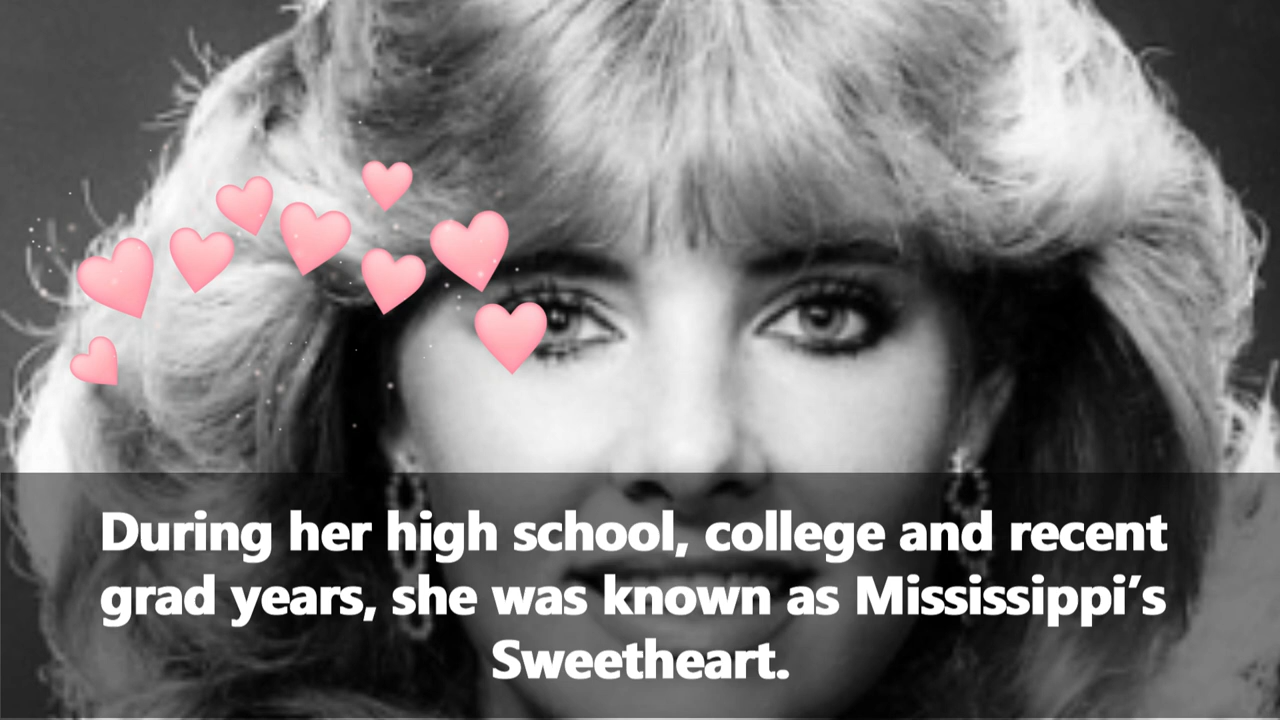 During her high school, college and recent
grad years, she was known as Mississippi’s
Sweetheart.